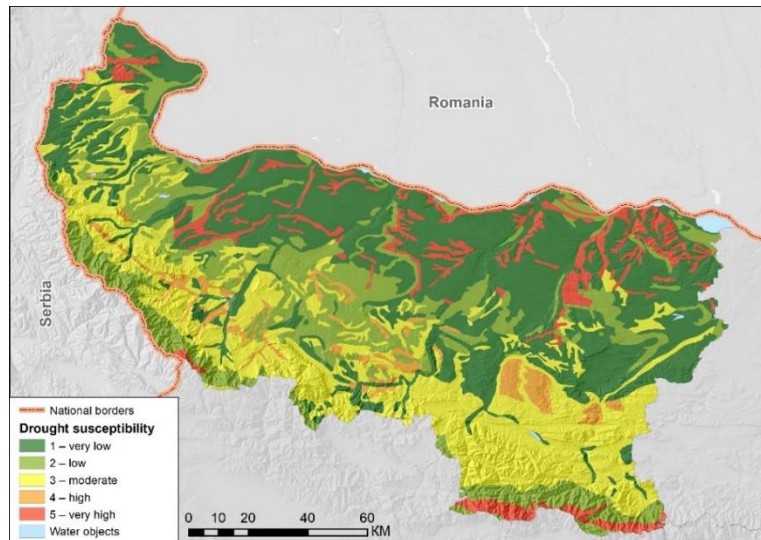 Romania
Serbia
National borders
Drought susceptibility
1 – very low
2 – low
3 – moderate
4 – high
5 – very high
Water objects
0 10 20 40 60
KM